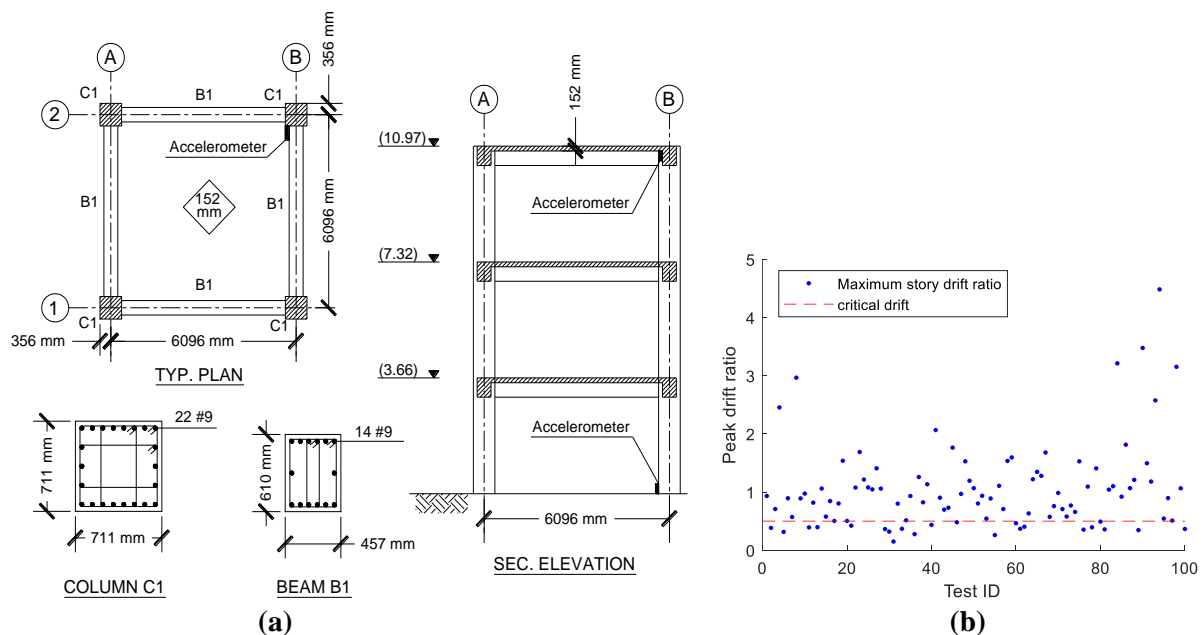 A
B
356 mm
C1
B1
C1
2
Accelerometer
B1
152
mm
B1
6096 mm
B1
1
C1
C1
356 mm
6096 mm
TYP. PLAN
22 #9
711 mm
711 mm
COLUMN C1
14 #9
610 mm
457 mm
BEAM B1
A
152 mm
B
(10.97)
Accelerometer
(7.32)
(3.66)
Accelerometer
6096 mm
SEC. ELEVATION
(a)
5
4
3
2
1
0
Peak drift ratio
Maximum story drift ratio
critical drift
0
20
40
60
80
100
Test ID
(b)